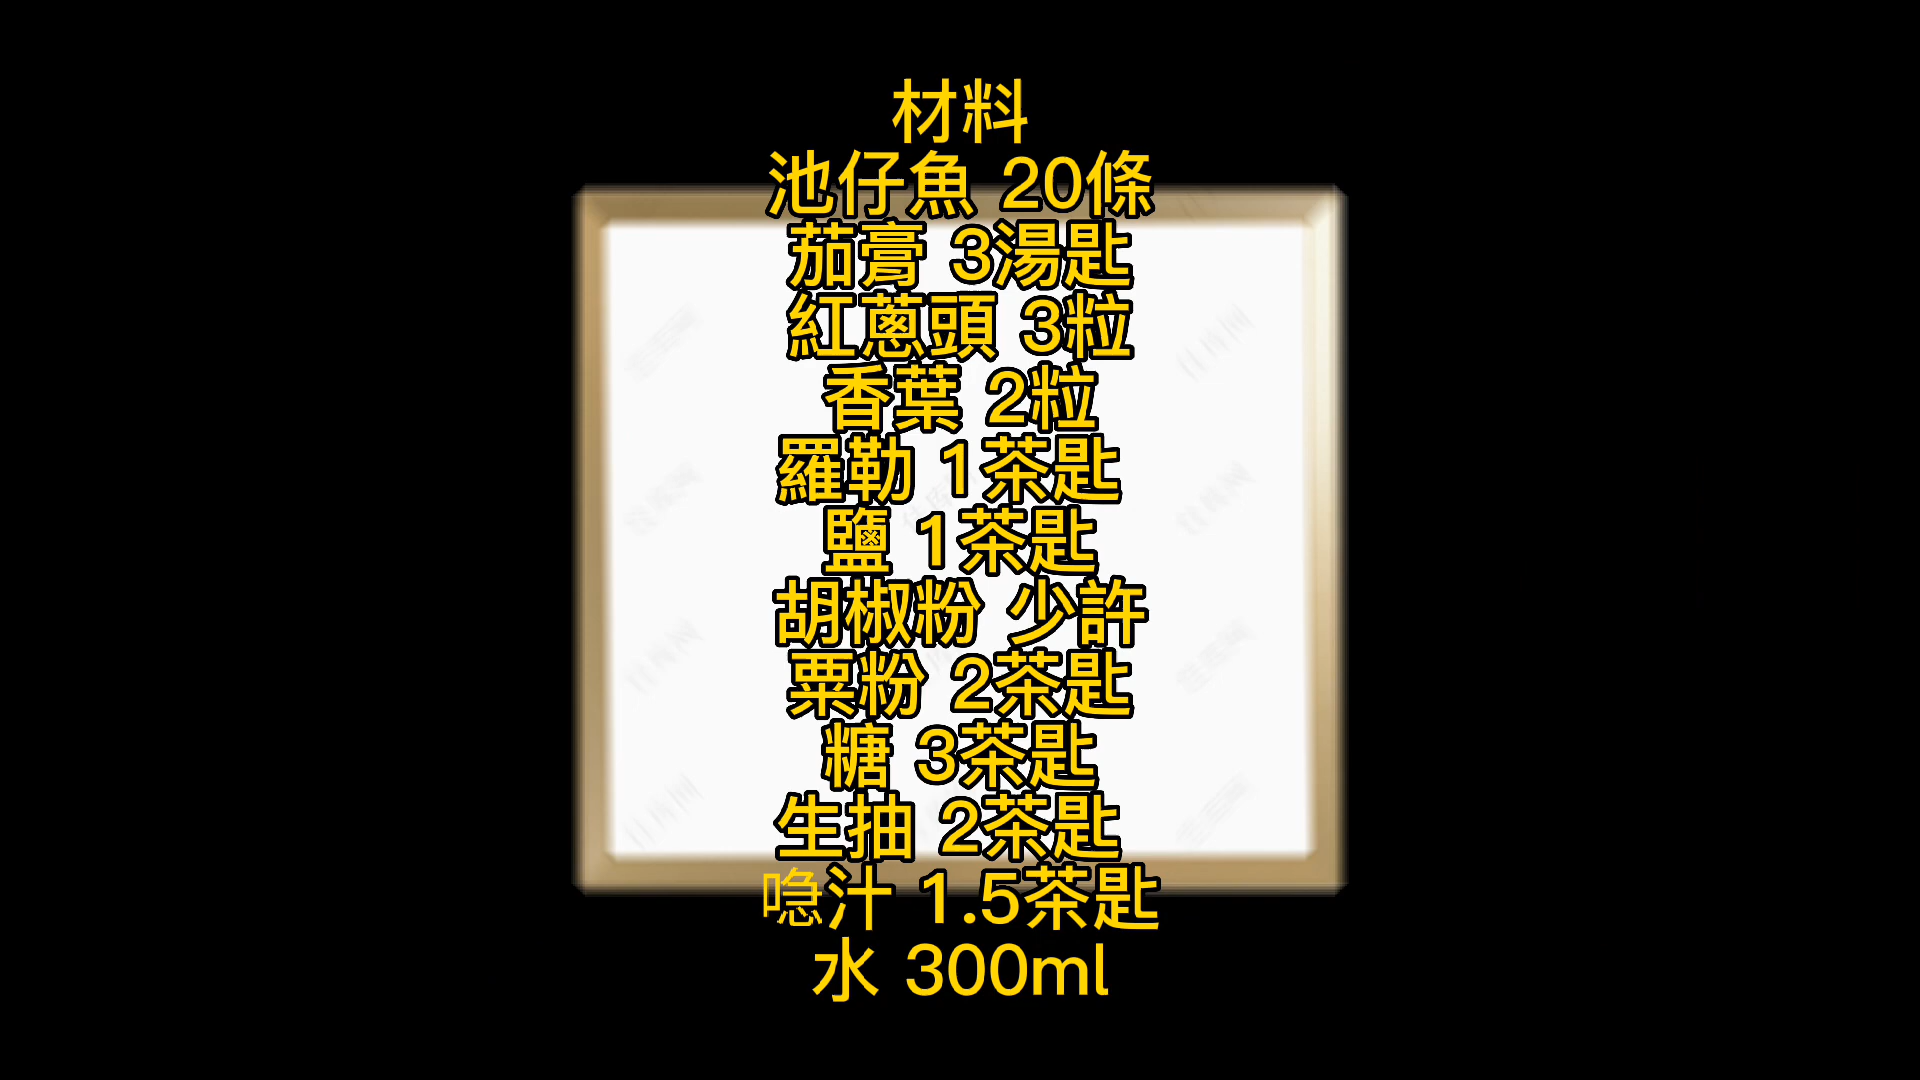 材料
池仔魚 20條
茄膏 3湯匙
紅蔥頭 3粒
香葉 2粒
羅勒 1茶匙
鹽 1茶匙
胡椒粉 少許
粟粉 2茶匙
糖 3茶匙
生抽 2茶匙
喼汁 1.5茶匙
水 300ml